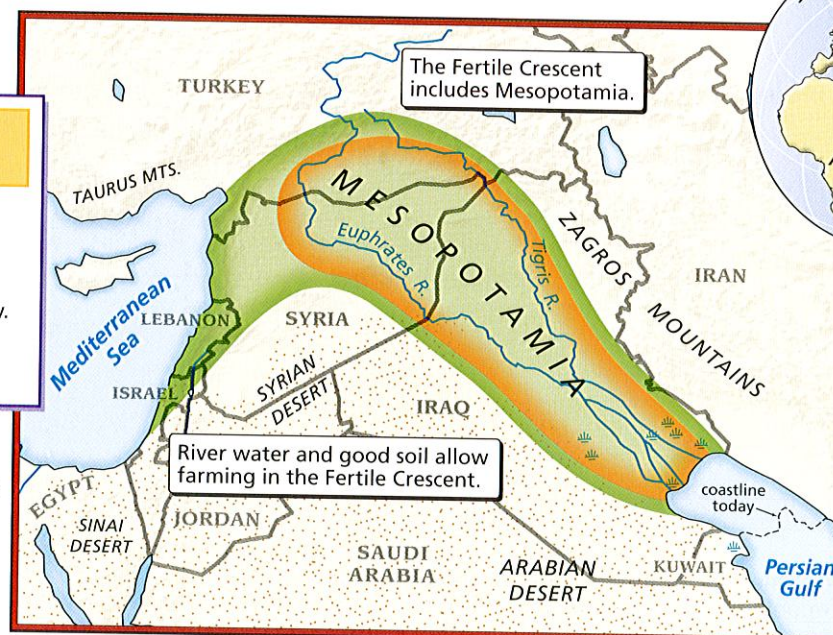 The Fertile Crescent
includes Mesopotamia.
TURKEY
TAURUS MTS.
MESOPOTAMIA
Euphrates R.
Tigris R.
ZAGROS
MOUNTAINS
IRAN
Mediterranean
Sea
LEBANON
SYRIA
ISRAEL
SYRIAN
DESERT
IRAQ
River water and good soil allow
farming in the Fertile Crescent.
EGYPT
SINAI
DESERT
JORDAN
SAUDI
ARABIA
ARABIAN
DESERT
KUWAIT
coastline
today
Persian
Gulf
y.